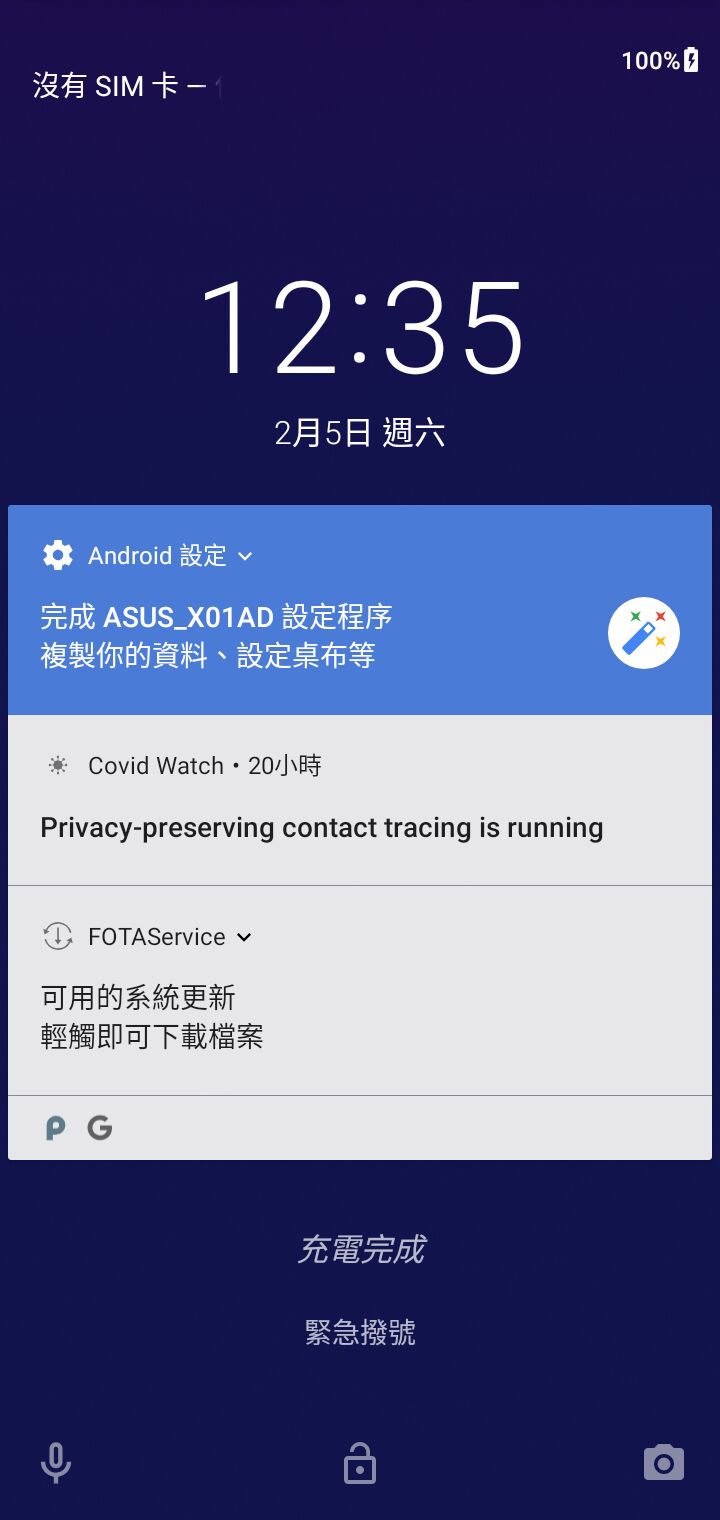 100%
沒有 SIM 卡 —
12:35
2月5日 週六
Android 設定
完成 ASUS_X01AD 設定程序
複製你的資料、設定桌布等
Covid Watch • 20小時
Privacy-preserving contact tracing is running
FOTAService
可用的系統更新
輕觸即可下載檔案
充電完成
緊急撥號